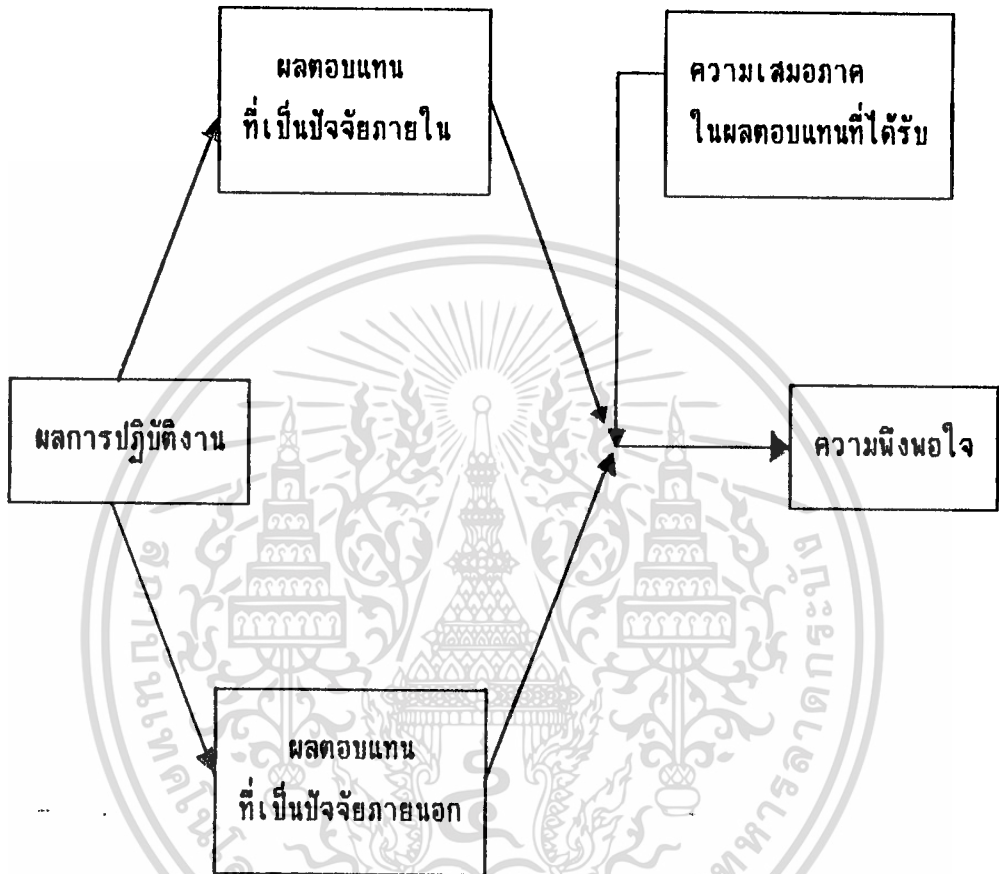 ผลตอบแทน
ที่เป็นปัจจัยภายใน
ความเสมอภาค
ในผลตอบแทนที่ได้รับ
ผลการปฏิบัติงาน
ความพึงพอใจ
ผลตอบแทน
ที่เป็นปัจจัยภายนอก